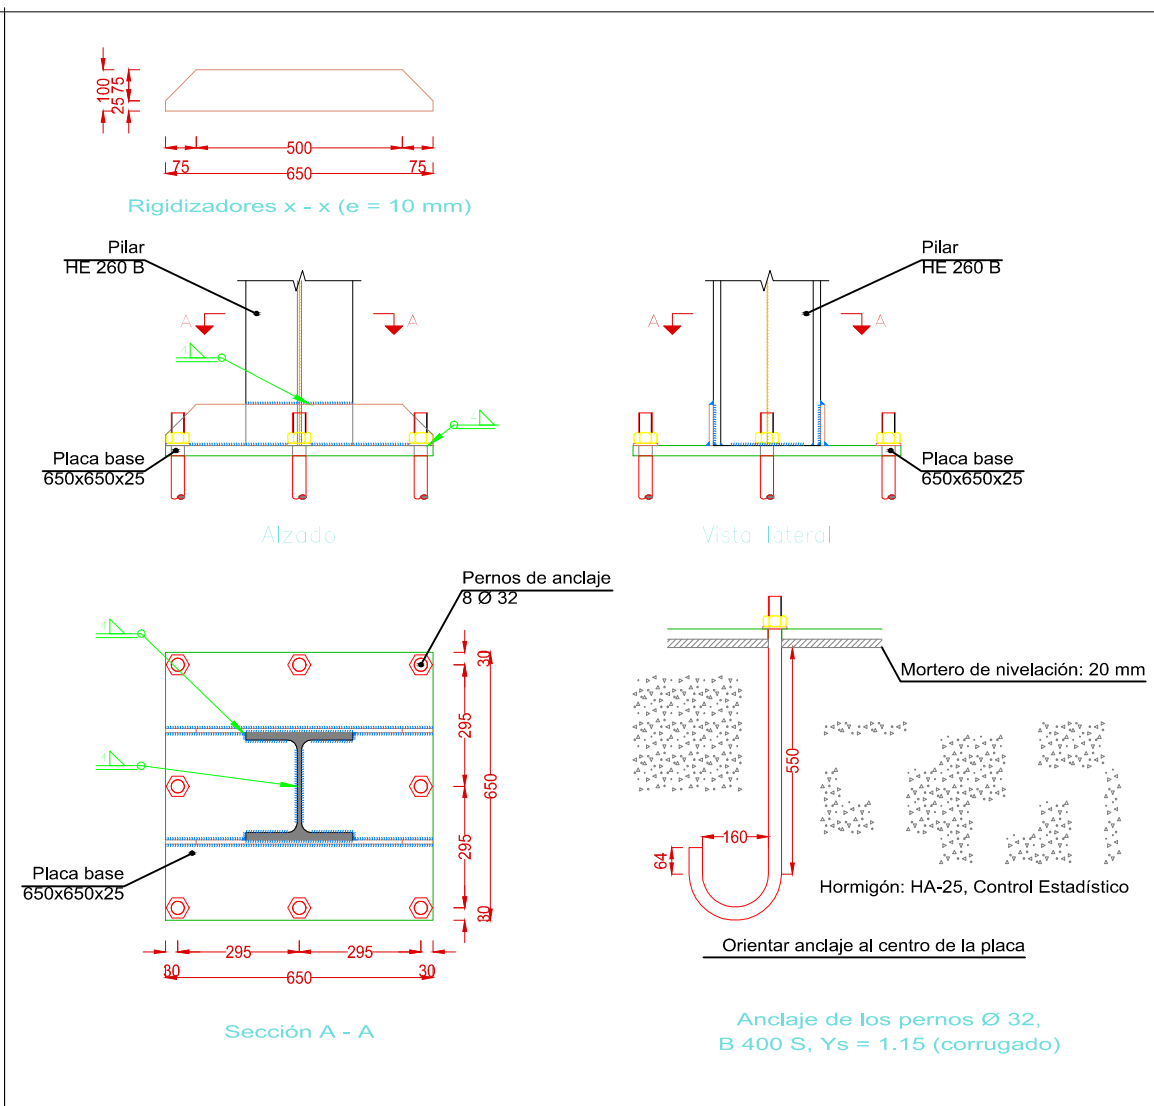 100
75
25
500
75
75
650
Rigidizadores x - x (e = 10 mm)
Pilar
HE 260 B
A
A
Placa base
650x650x25
Alzado
Pilar
HE 260 B
A
A
Placa base
650x650x25
Vista lateral
Pernos de anclaje
8 Ø 32
30
295
650
295
30
Placa base
650x650x25
295
295
30
30
650
Sección A - A
Mortero de nivelación: 20 mm
550
160
64
Hormigón: HA-25, Control Estadístico
Orientar anclaje al centro de la placa
Anclaje de los pernos Ø 32,
B 400 S, Ys = 1.15 (corrugado)